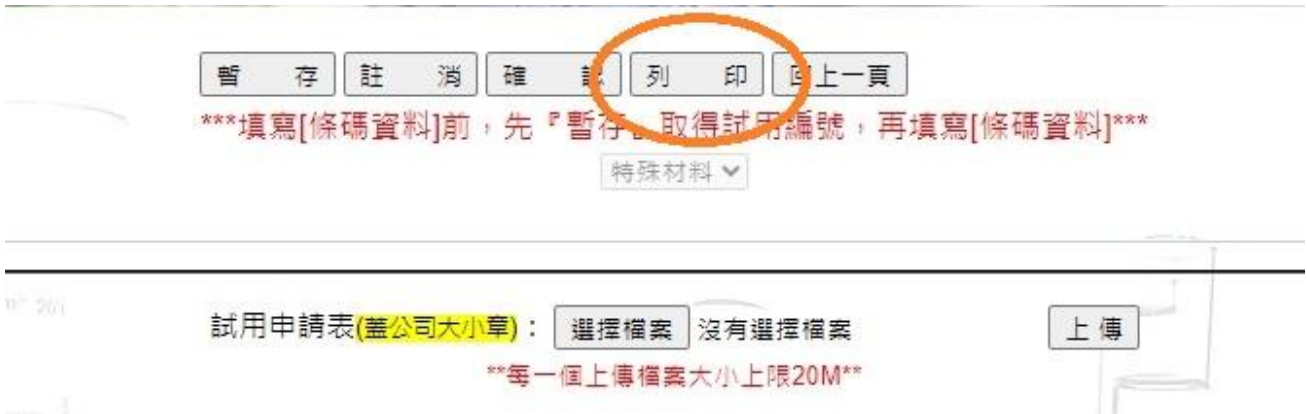 暫 存 註 消 確 認 列 印 回上一頁
***填寫[條碼資料]前，先『暫存』取得試用編號，再填寫[條碼資料]***
特殊材料
試用申請表(蓋公司大小章)： 選擇檔案 沒有選擇檔案 上傳
**每一個上傳檔案大小上限20M**